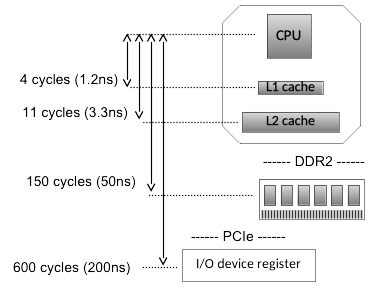 CPU
4 cycles (1.2ns)
L1 cache
11 cycles (3.3ns)
L2 cache
------ DDR2 ------
150 cycles (50ns)
------ PCIe ------
600 cycles (200ns)
I/O device register